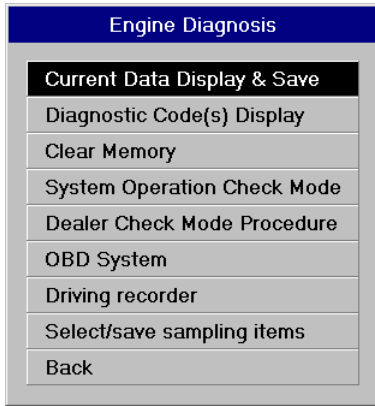 Engine Diagnosis
Current Data Display & Save
Diagnostic Code(s) Display
Clear Memory
System Operation Check Mode
Dealer Check Mode Procedure
OBD System
Driving recorder
Select/save sampling items
Back